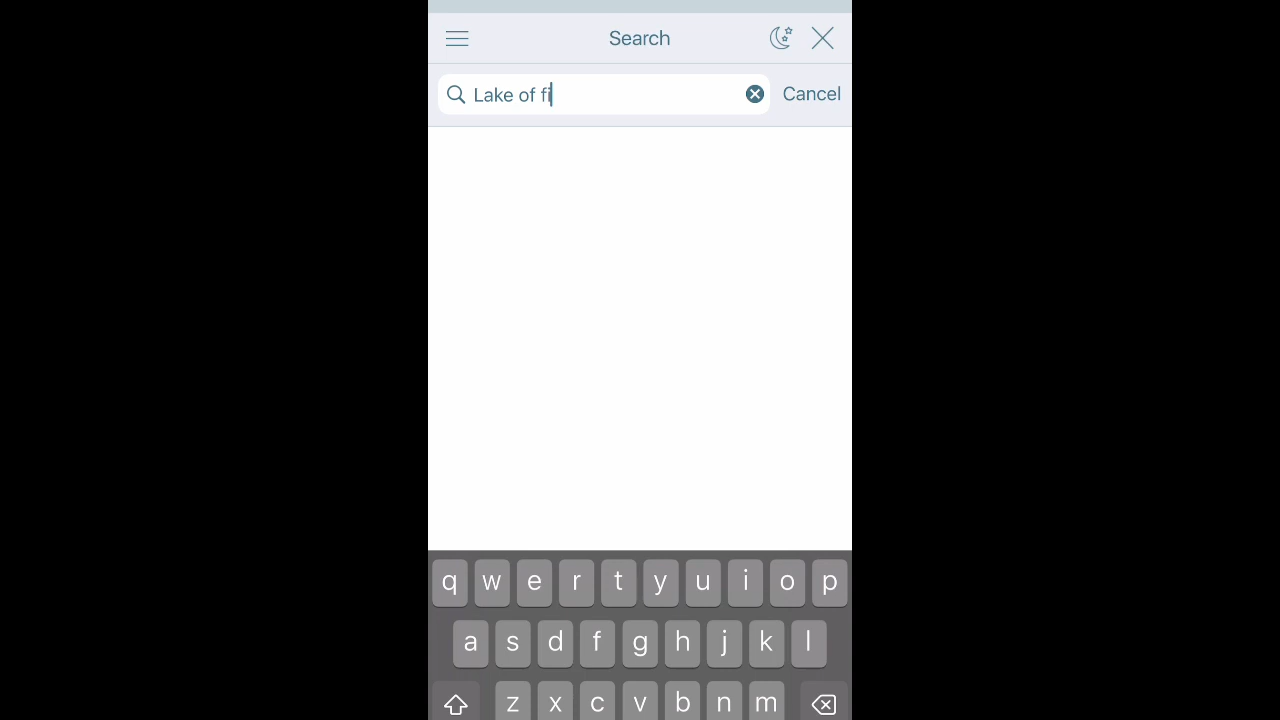 Search
Lake of fi
Cancel
q w e r t y u i o p
a s d f g h j k l
z x c v b n m